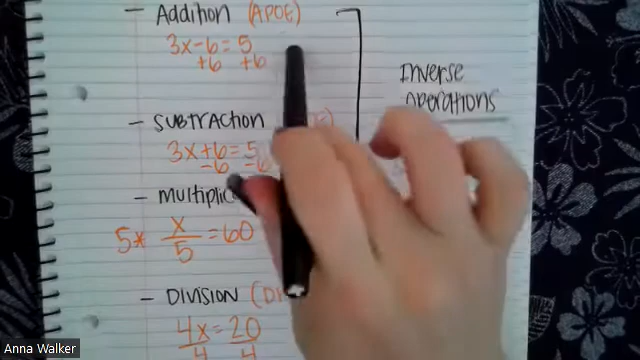 - Addition (APOE)
3x - 6 = 5
+6 +6
Inverse
Operations
- Subtraction
3x + 6 = 5
-6 -6
- 
5* x/5 = 60
- Division
4x = 20
4 4
Anna Walker